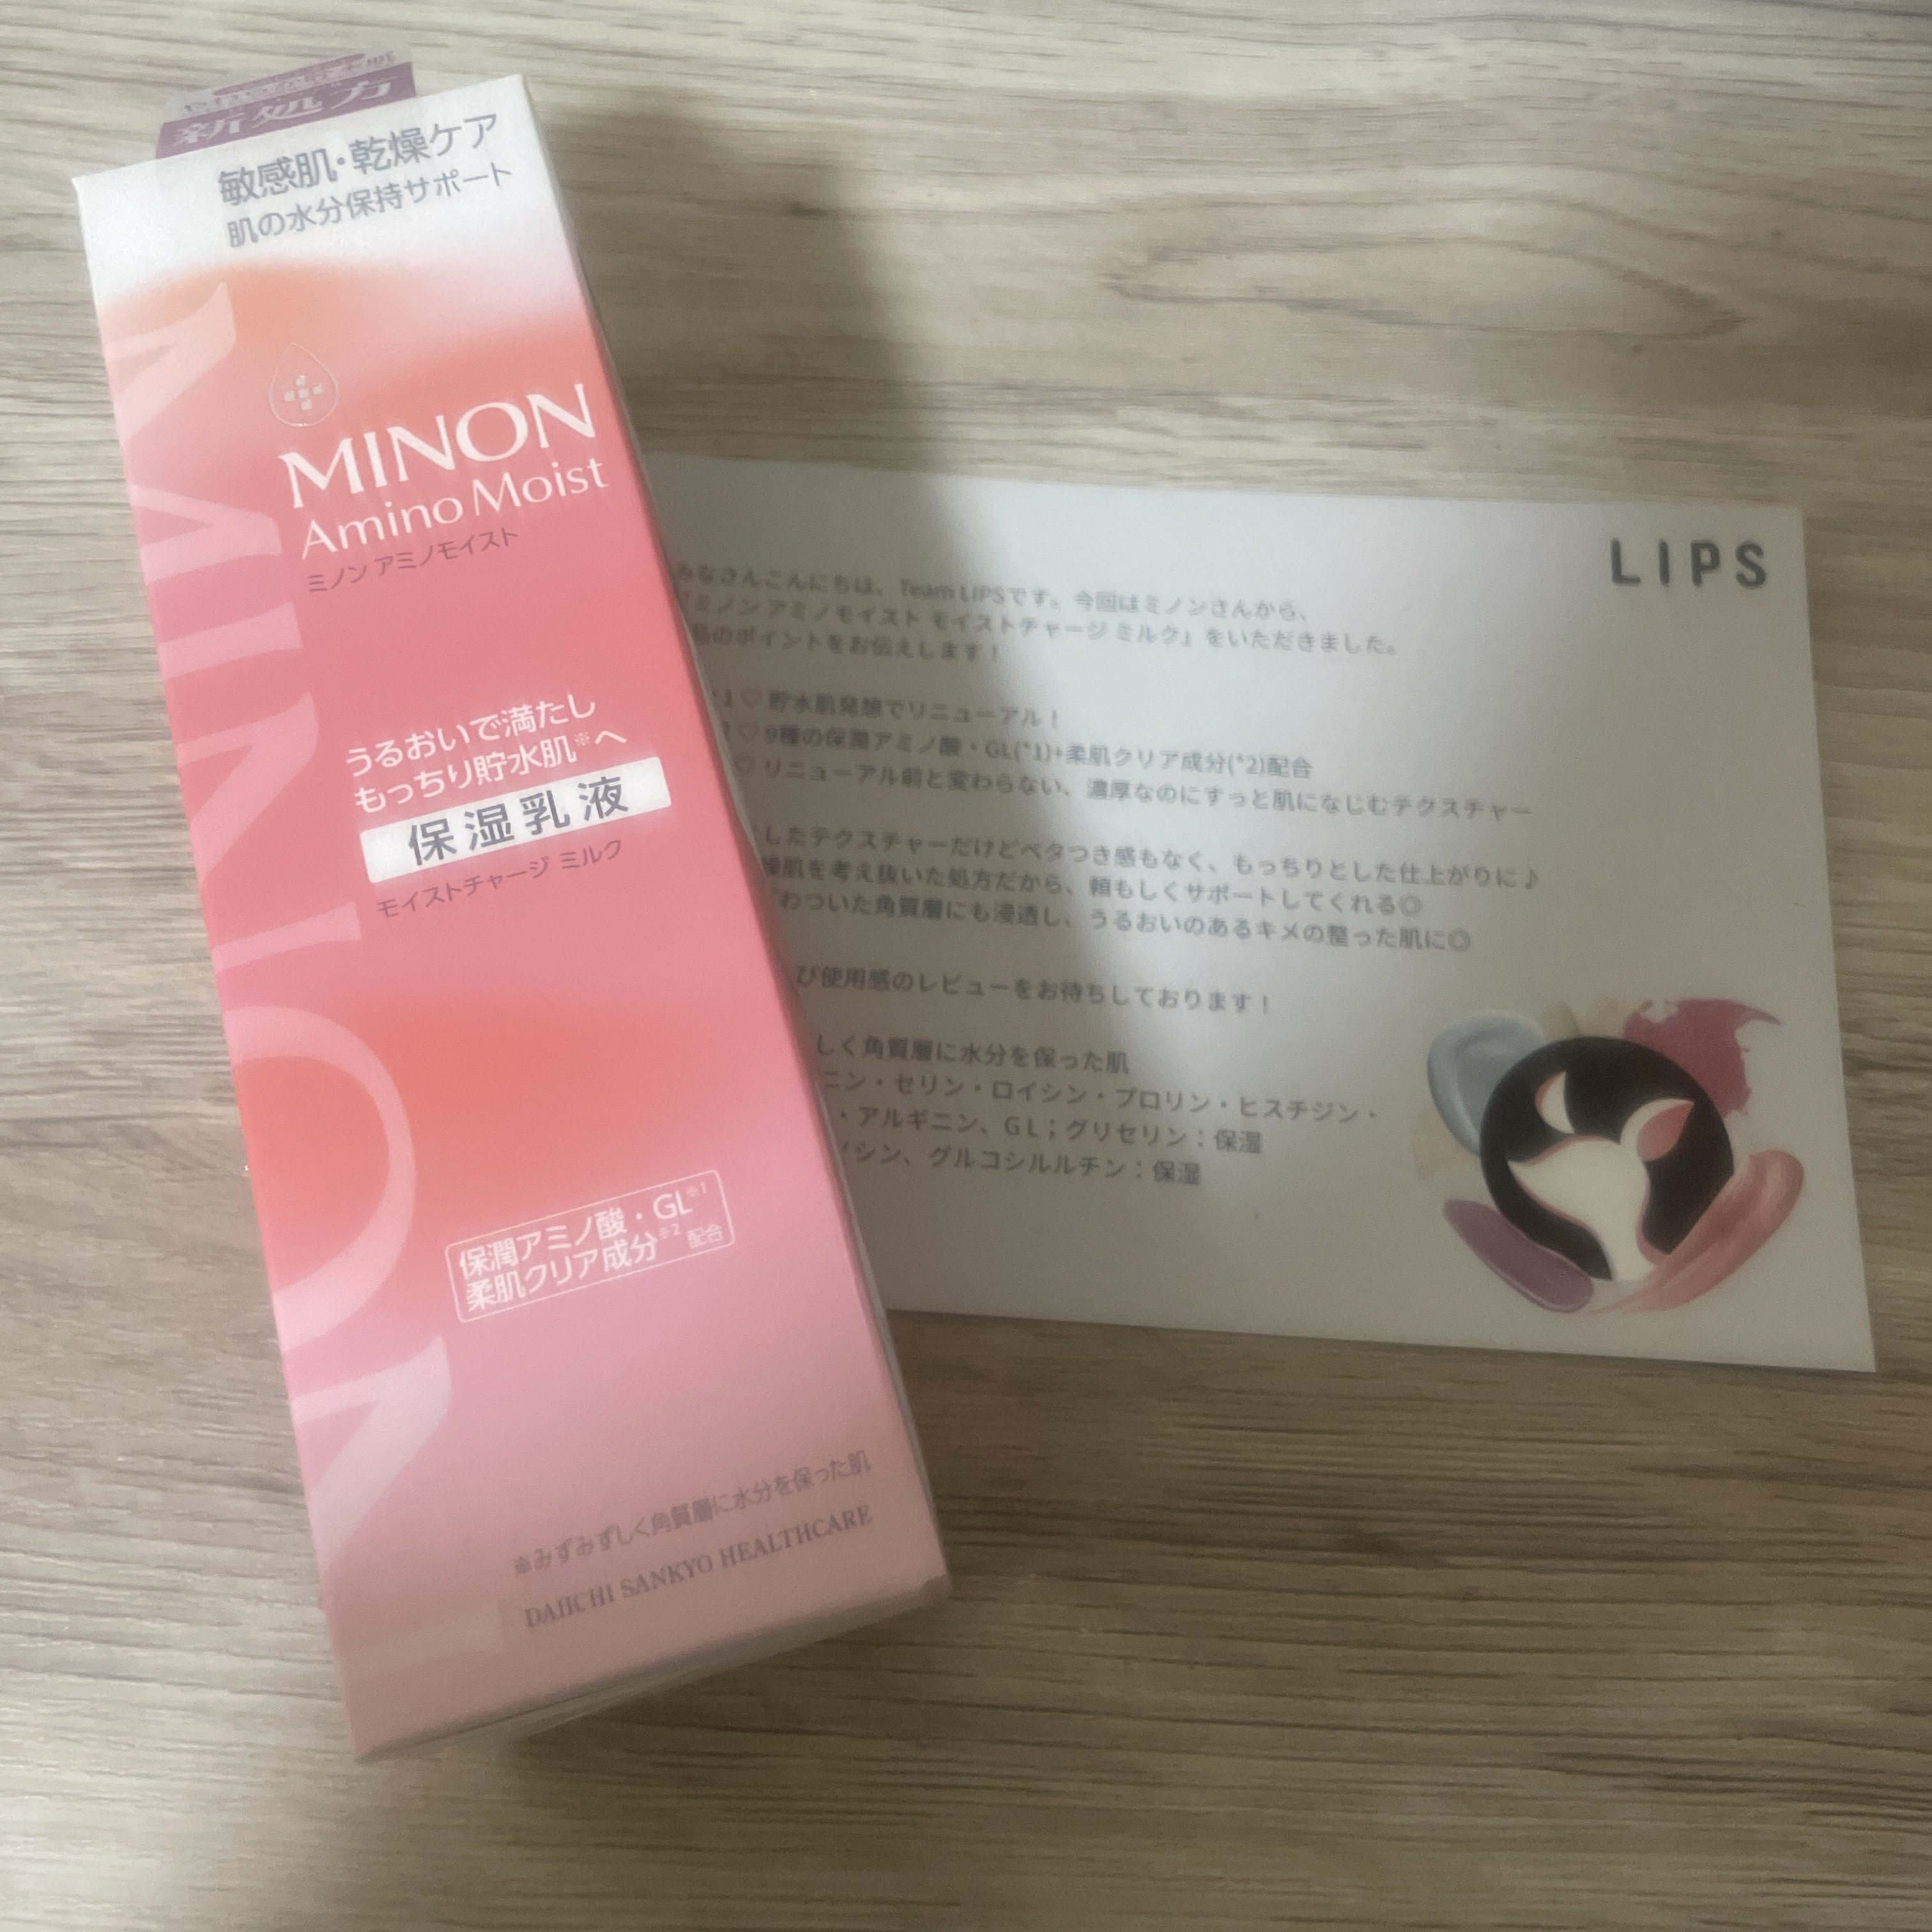 新処方
敏感肌・乾燥ケア
肌の水分保持サポート
MINON
MINON
Amino Moist
ミノン アミノモイスト
うるおいで満たし
もっちり貯水肌※へ
保湿乳液
モイストチャージ ミルク
保潤アミノ酸・GL※1
柔肌クリア成分※2 配合
※みずみずしく角質層に水分を保った肌
DAIICHI SANKYO HEALTHCARE
LIPS
みなさんこんにちは、Team LIPSです。今回はミノンさんから、
「ミノン アミノモイスト モイストチャージ ミルク」をいただきました。
品のポイントをお伝えします！
1♡ 貯水肌発想でリニューアル！
♡ 9種の保潤アミノ酸・GL(*1)+柔肌クリア成分(*2)配合
♡ リニューアル前と変わらない、濃厚なのにすっと肌になじむテクスチャー
したテクスチャーだけどベタつき感もなく、もっちりとした仕上がりに♪
燥肌を考え抜いた処方だから、頼もしくサポートしてくれる◎
わついた角質層にも浸透し、うるおいのあるキメの整った肌に◎
び使用感のレビューをお待ちしております！
しく角質層に水分を保った肌
ニン・セリン・ロイシン・プロリン・ヒスチジン・
・アルギニン、GL；グリセリン：保湿
シン、グルコシルルチン：保湿